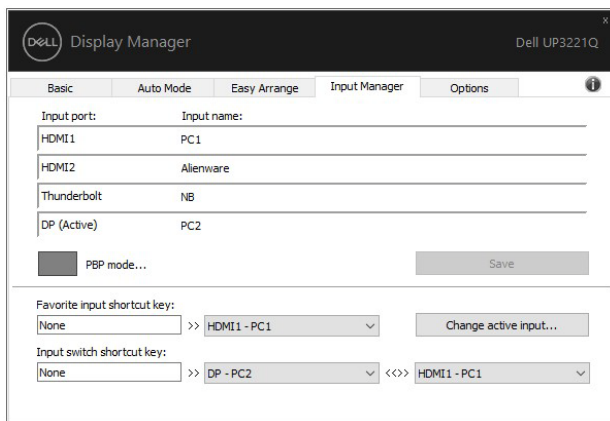 DELL Display Manager Dell UP3221Q
x
Basic Auto Mode Easy Arrange Input Manager Options i
Input port: Input name:
HDMI1 PC1
HDMI2 Alienware
Thunderbolt NB
DP (Active) PC2
PBP mode... Save
Favorite input shortcut key:
None >> HDMI1 - PC1 Change active input...
Input switch shortcut key:
None >> DP - PC2 <<>> HDMI1 - PC1